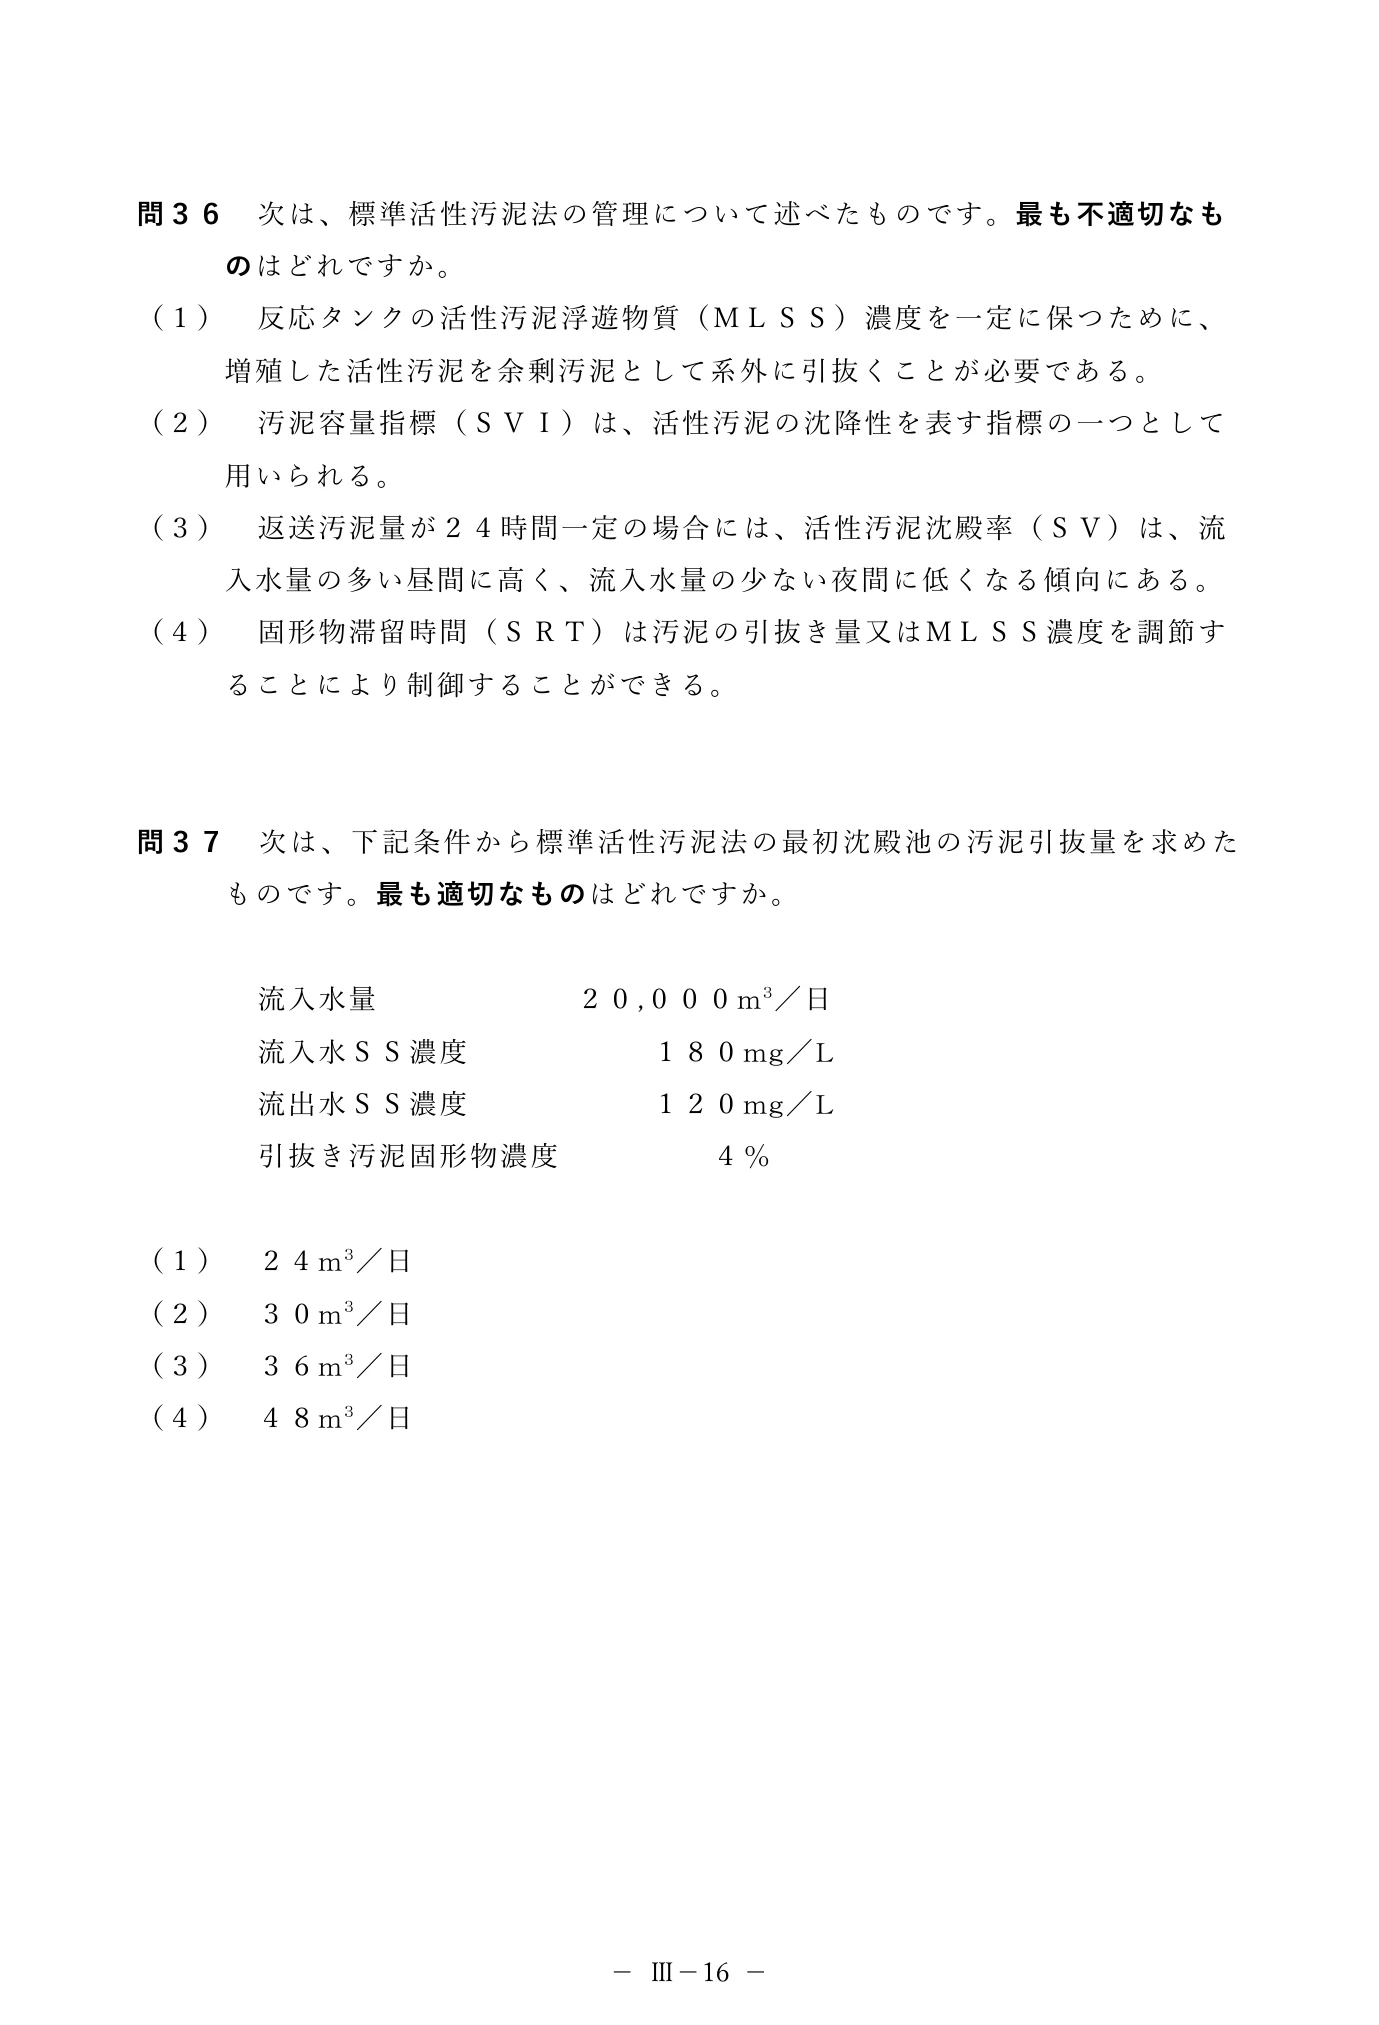 問３６　次は、標準活性汚泥法の管理について述べたものです。最も不適切なも
のはどれですか。
（１）　反応タンクの活性汚泥浮遊物質（ＭＬＳＳ）濃度を一定に保つために、
増殖した活性汚泥を余剰汚泥として系外に引抜くことが必要である。
（２）　汚泥容量指標（ＳＶＩ）は、活性汚泥の沈降性を表す指標の一つとして
用いられる。
（３）　返送汚泥量が２４時間一定の場合には、活性汚泥沈殿率（ＳＶ）は、流
入水量の多い昼間に高く、流入水量の少ない夜間に低くなる傾向にある。
（４）　固形物滞留時間（ＳＲＴ）は汚泥の引抜き量又はＭＬＳＳ濃度を調節す
ることにより制御することができる。
問３７　次は、下記条件から標準活性汚泥法の最初沈殿池の汚泥引抜量を求めた
ものです。最も適切なものはどれですか。
流入水量　２０,０００m³／日
流入水ＳＳ濃度　１８０mg／L
流出水ＳＳ濃度　１２０mg／L
引抜き汚泥固形物濃度　４％
（１）　２４m³／日
（２）　３０m³／日
（３）　３６m³／日
（４）　４８m³／日
－ Ⅲ－16 －